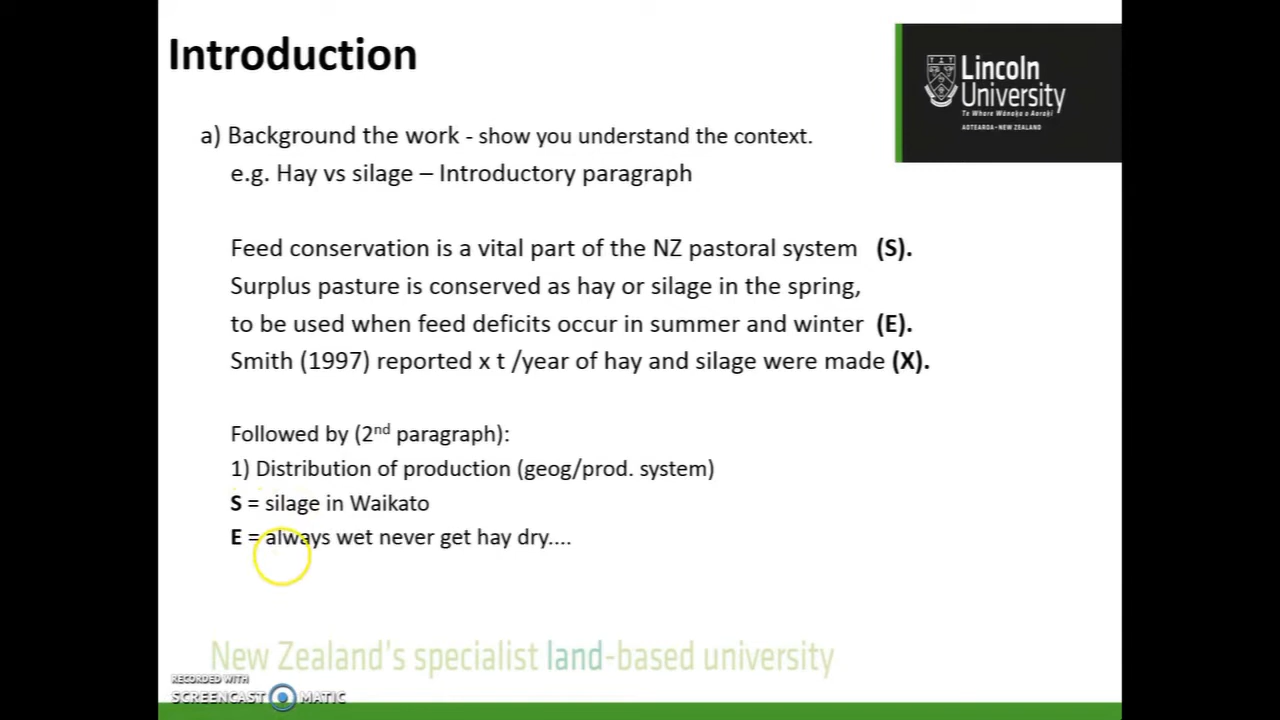 Introduction
Lincoln
University
Te Whare Wānaka o Aoraki
AOTEAROA • NEW ZEALAND
a) Background the work - show you understand the context.
e.g. Hay vs silage – Introductory paragraph
Feed conservation is a vital part of the NZ pastoral system (S).
Surplus pasture is conserved as hay or silage in the spring,
to be used when feed deficits occur in summer and winter (E).
Smith (1997) reported x t /year of hay and silage were made (X).
Followed by (2nd paragraph):
1) Distribution of production (geog/prod. system)
S = silage in Waikato
E = always wet never get hay dry....
New Zealand's specialist land-based university
RECORDED WITH
SCREENCAST MATIC